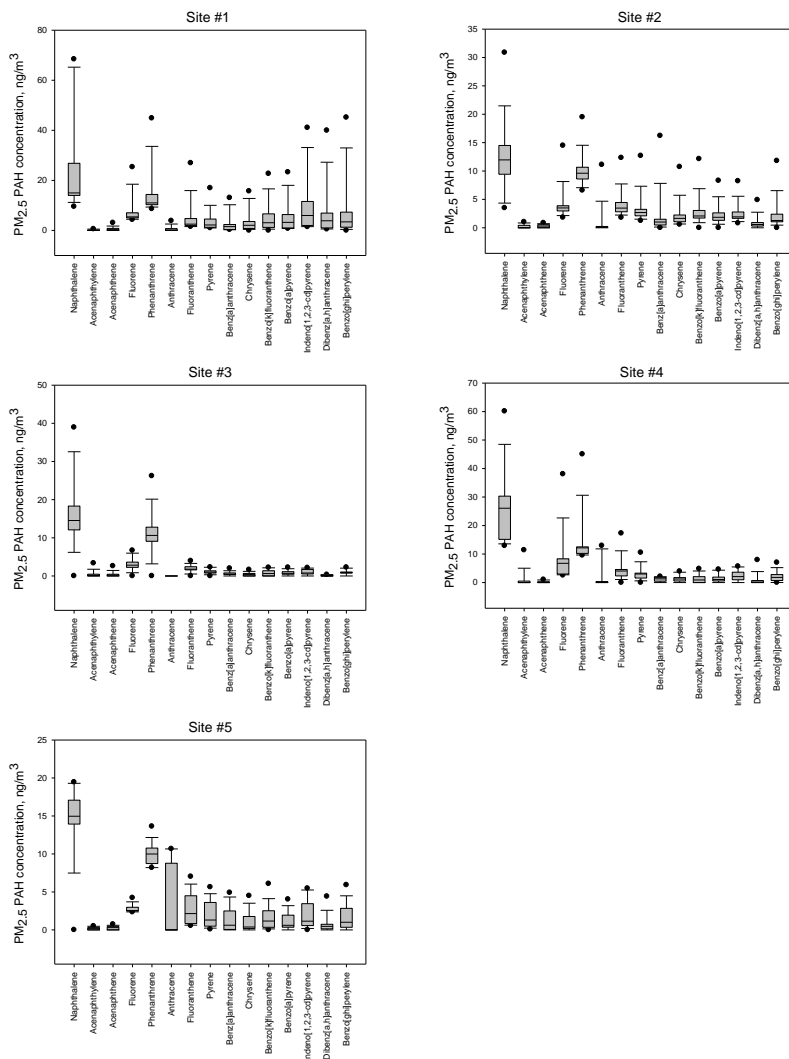 Site #1
PM2.5 PAH concentration, ng/m³
80
60
40
20
0
Naphthalene
Acenaphthylene
Acenaphthene
Fluorene
Phenanthrene
Anthracene
Fluoranthene
Pyrene
Benz[a]anthracene
Chrysene
Benzo[k]fluoranthene
Benzo[a]pyrene
Indeno[1,2,3-cd]pyrene
Dibenz[a,h]anthracene
Benzo[ghi]perylene
Site #2
PM2.5 PAH concentration, ng/m³
35
30
25
20
15
10
5
0
Naphthalene
Acenaphthylene
Acenaphthene
Fluorene
Phenanthrene
Anthracene
Fluoranthene
Pyrene
Benz[a]anthracene
Chrysene
Benzo[k]fluoranthene
Benzo[a]pyrene
Indeno[1,2,3-cd]pyrene
Dibenz[a,h]anthracene
Benzo[ghi]perylene
Site #3
PM2.5 PAH concentration, ng/m³
50
40
30
20
10
0
Naphthalene
Acenaphthylene
Acenaphthene
Fluorene
Phenanthrene
Anthracene
Fluoranthene
Pyrene
Benz[a]anthracene
Chrysene
Benzo[k]fluoranthene
Benzo[a]pyrene
Indeno[1,2,3-cd]pyrene
Dibenz[a,h]anthracene
Benzo[ghi]perylene
Site #4
PM2.5 PAH concentration, ng/m³
70
60
50
40
30
20
10
0
Naphthalene
Acenaphthylene
Acenaphthene
Fluorene
Phenanthrene
Anthracene
Fluoranthene
Pyrene
Benz[a]anthracene
Chrysene
Benzo[k]fluoranthene
Benzo[a]pyrene
Indeno[1,2,3-cd]pyrene
Dibenz[a,h]anthracene
Benzo[ghi]perylene
Site #5
PM2.5 PAH concentration, ng/m³
25
20
15
10
5
0
Naphthalene
Acenaphthylene
Acenaphthene
Fluorene
Phenanthrene
Anthracene
Fluoranthene
Pyrene
Benz[a]anthracene
Chrysene
Benzo[k]fluoranthene
Benzo[a]pyrene
Indeno[1,2,3-cd]pyrene
Dibenz[a,h]anthracene
Benzo[ghi]perylene